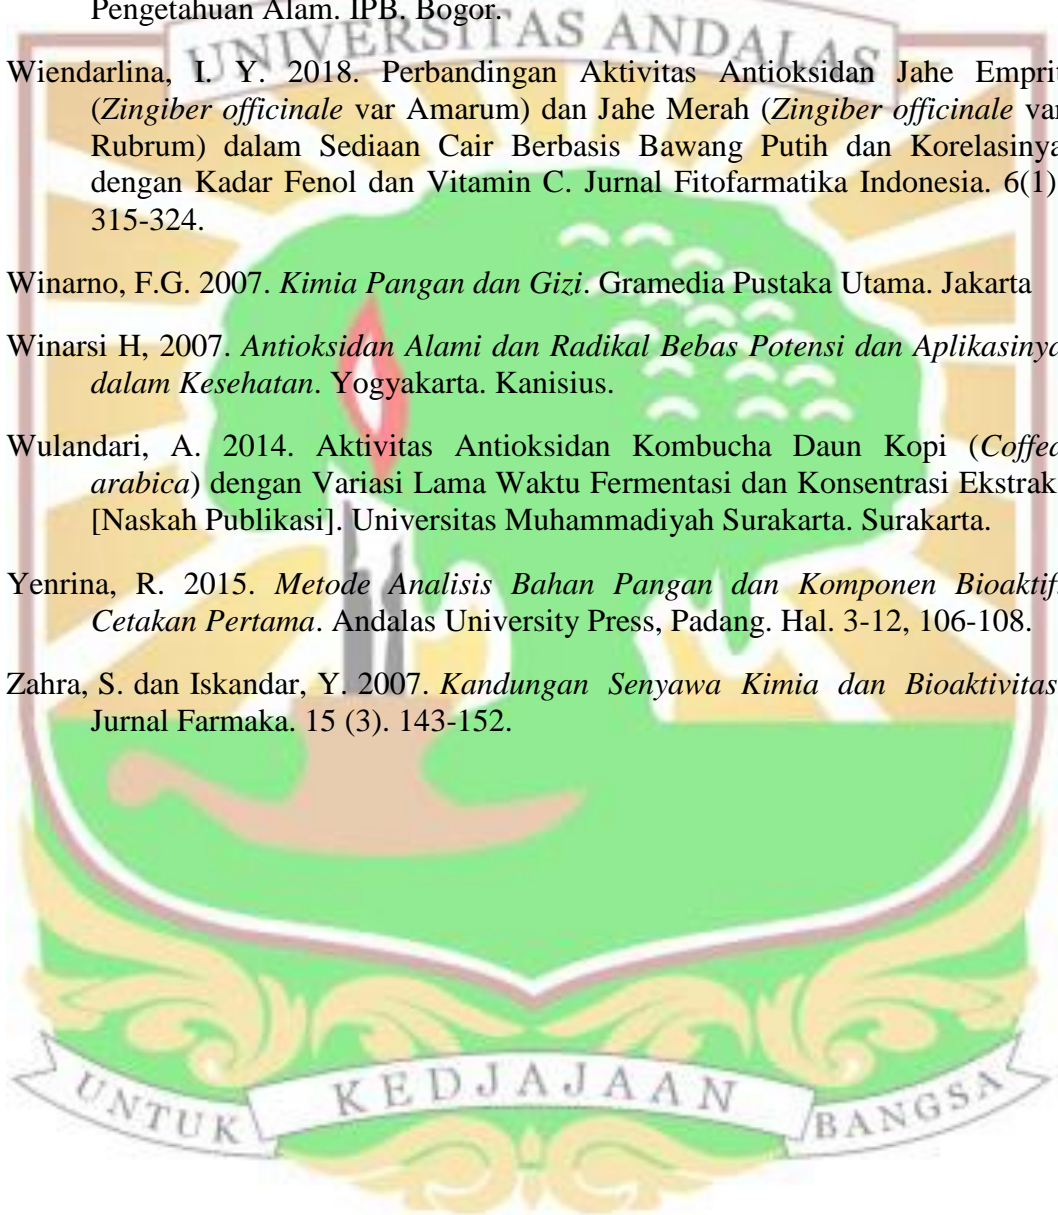 Pengetahuan Alam. IPB. Bogor.
UNIVERSITAS ANDALAS
Wiendarlina, I. Y. 2018. Perbandingan Aktivitas Antioksidan Jahe Emprit
(Zingiber officinale var Amarum) dan Jahe Merah (Zingiber officinale var
Rubrum) dalam Sediaan Cair Berbasis Bawang Putih dan Korelasinya
dengan Kadar Fenol dan Vitamin C. Jurnal Fitofarmatika Indonesia. 6(1)
315-324.
Winarno, F.G. 2007. Kimia Pangan dan Gizi. Gramedia Pustaka Utama. Jakarta
Winarsi H, 2007. Antioksidan Alami dan Radikal Bebas Potensi dan Aplikasinya
dalam Kesehatan. Yogyakarta. Kanisius.
Wulandari, A. 2014. Aktivitas Antioksidan Kombucha Daun Kopi (Coffea
arabica) dengan Variasi Lama Waktu Fermentasi dan Konsentrasi Ekstrak
[Naskah Publikasi]. Universitas Muhammadiyah Surakarta. Surakarta.
Yenrina, R. 2015. Metode Analisis Bahan Pangan dan Komponen Bioaktif.
Cetakan Pertama. Andalas University Press, Padang. Hal. 3-12, 106-108.
Zahra, S. dan Iskandar, Y. 2007. Kandungan Senyawa Kimia dan Bioaktivitas
Jurnal Farmaka. 15 (3). 143-152.
UNTUK KEDJAJAAN BANGSA